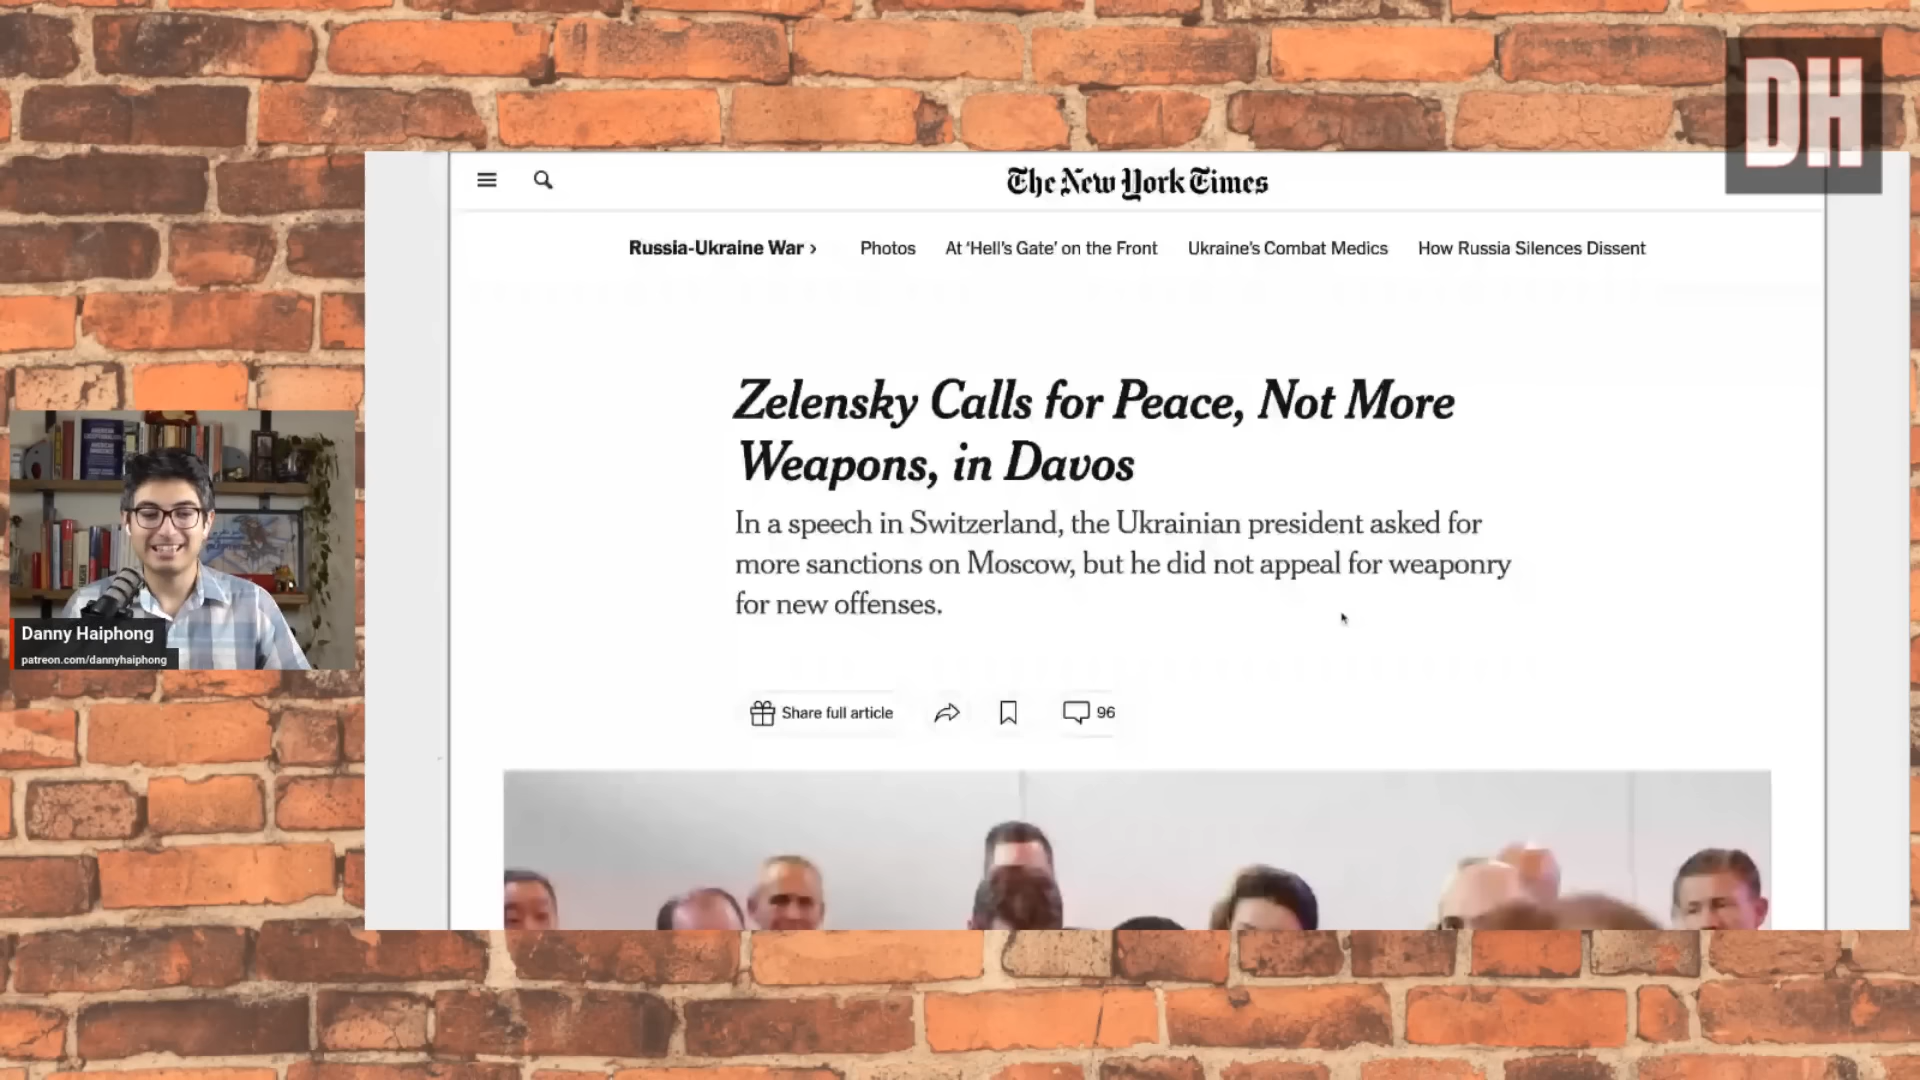 DH
The New York Times
Russia-Ukraine War › Photos At ‘Hell’s Gate’ on the Front Ukraine’s Combat Medics How Russia Silences Dissent
Zelensky Calls for Peace, Not More
Weapons, in Davos
In a speech in Switzerland, the Ukrainian president asked for
more sanctions on Moscow, but he did not appeal for weaponry
for new offenses.
Danny Haiphong
patreon.com/dannyhaiphong
Share full article 96